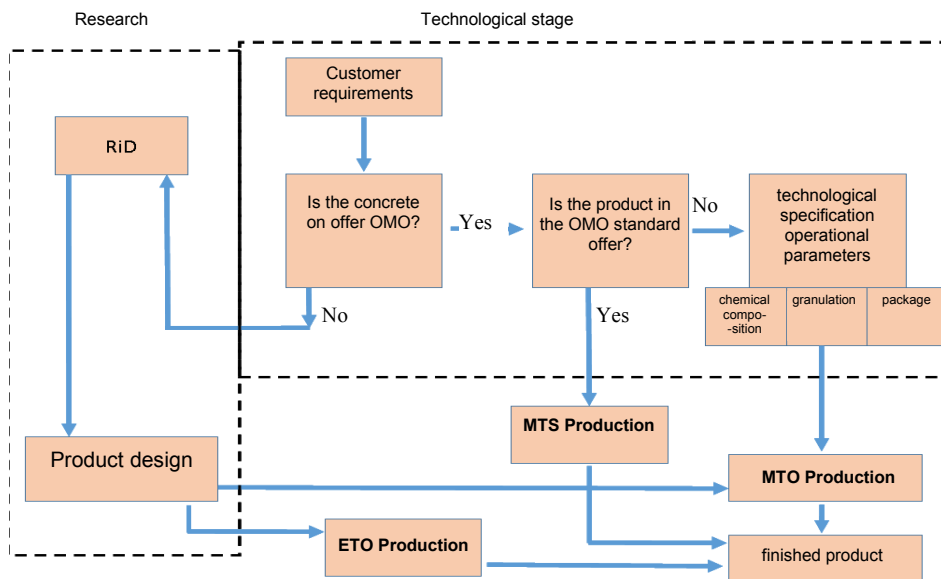 Research
Technological stage
Customer
requirements
RiD
Is the concrete
on offer OMO?
Yes
Is the product in
the OMO standard
offer?
No
technological
specification
operational
parameters
chemical
compo-
-sition
granulation
package
No
Yes
MTS Production
Product design
MTO Production
ETO Production
finished product